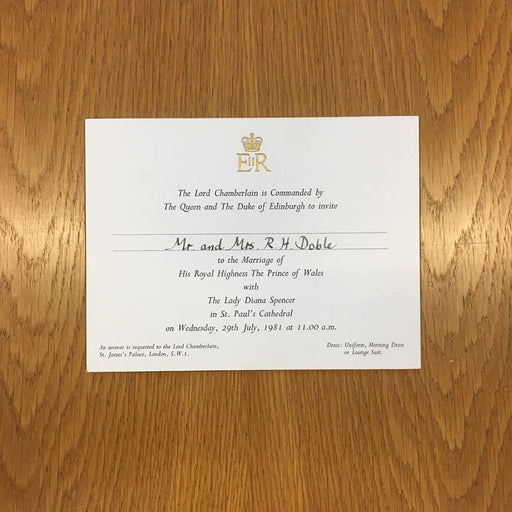 EIIR
The Lord Chamberlain is Commanded by
The Queen and The Duke of Edinburgh to invite
Mr. and Mrs. R. H. Doble
to the Marriage of
His Royal Highness The Prince of Wales
with
The Lady Diana Spencer
in St. Paul's Cathedral
on Wednesday, 29th July, 1981 at 11.00 a.m.
An answer is requested to the Lord Chamberlain,
St. James's Palace, London, S.W.1.
Dress: Uniform, Morning Dress
or Lounge Suit.